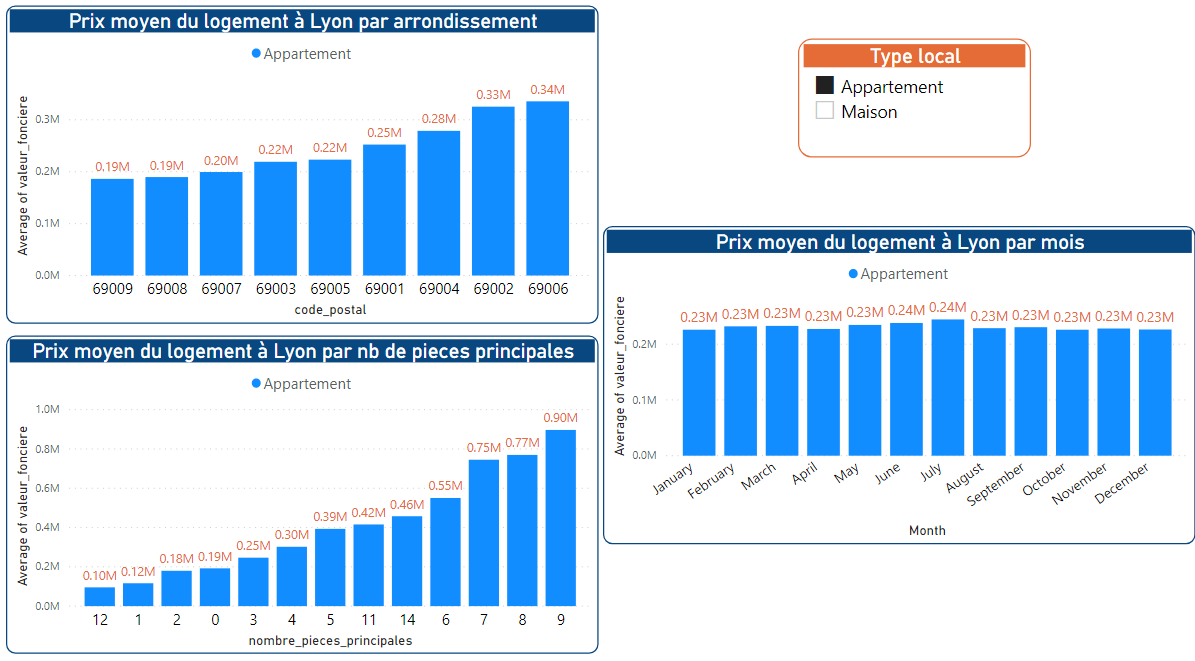 Prix moyen du logement à Lyon par arrondissement
Appartement
Average of valeur_fonciere
0.3M
0.2M
0.1M
0.0M
0.19M 0.19M 0.20M 0.22M 0.22M 0.25M 0.28M 0.33M 0.34M
69009 69008 69007 69003 69005 69001 69004 69002 69006
code_postal
Type local
Appartement
Maison
Prix moyen du logement à Lyon par mois
Appartement
Average of valeur_fonciere
0.2M
0.1M
0.0M
0.23M 0.23M 0.23M 0.23M 0.23M 0.24M 0.24M 0.23M 0.23M 0.23M 0.23M 0.23M
January February March April May June July August September October November December
Month
Prix moyen du logement à Lyon par nb de pieces principales
Appartement
Average of valeur_fonciere
1.0M
0.8M
0.6M
0.4M
0.2M
0.0M
0.10M 0.12M 0.18M 0.19M 0.25M 0.30M 0.39M 0.42M 0.46M 0.55M 0.75M 0.77M 0.90M
12 1 2 0 3 4 5 11 14 6 7 8 9
nombre_pieces_principales